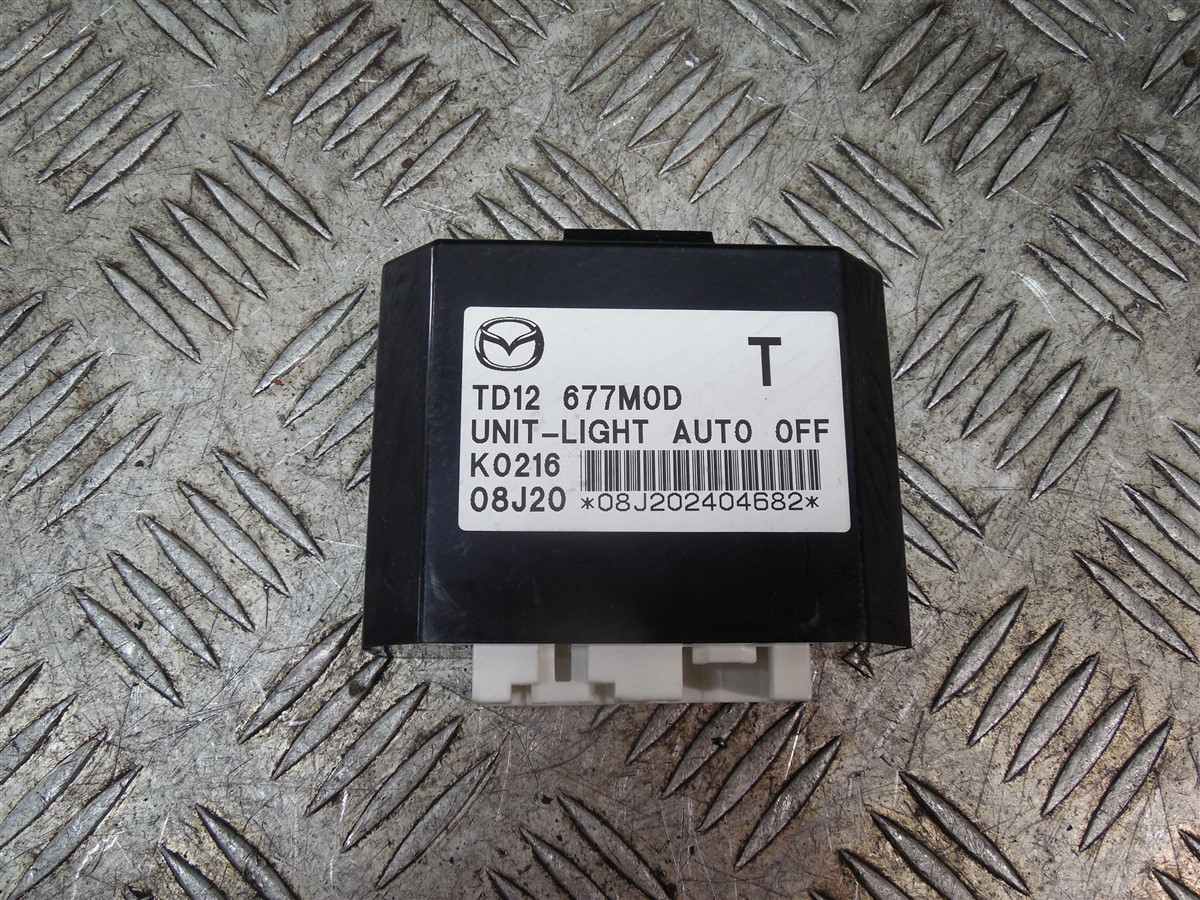 T
TD12 677M0D
UNIT-LIGHT AUTO OFF
K0216
08J20 *08J202404682*